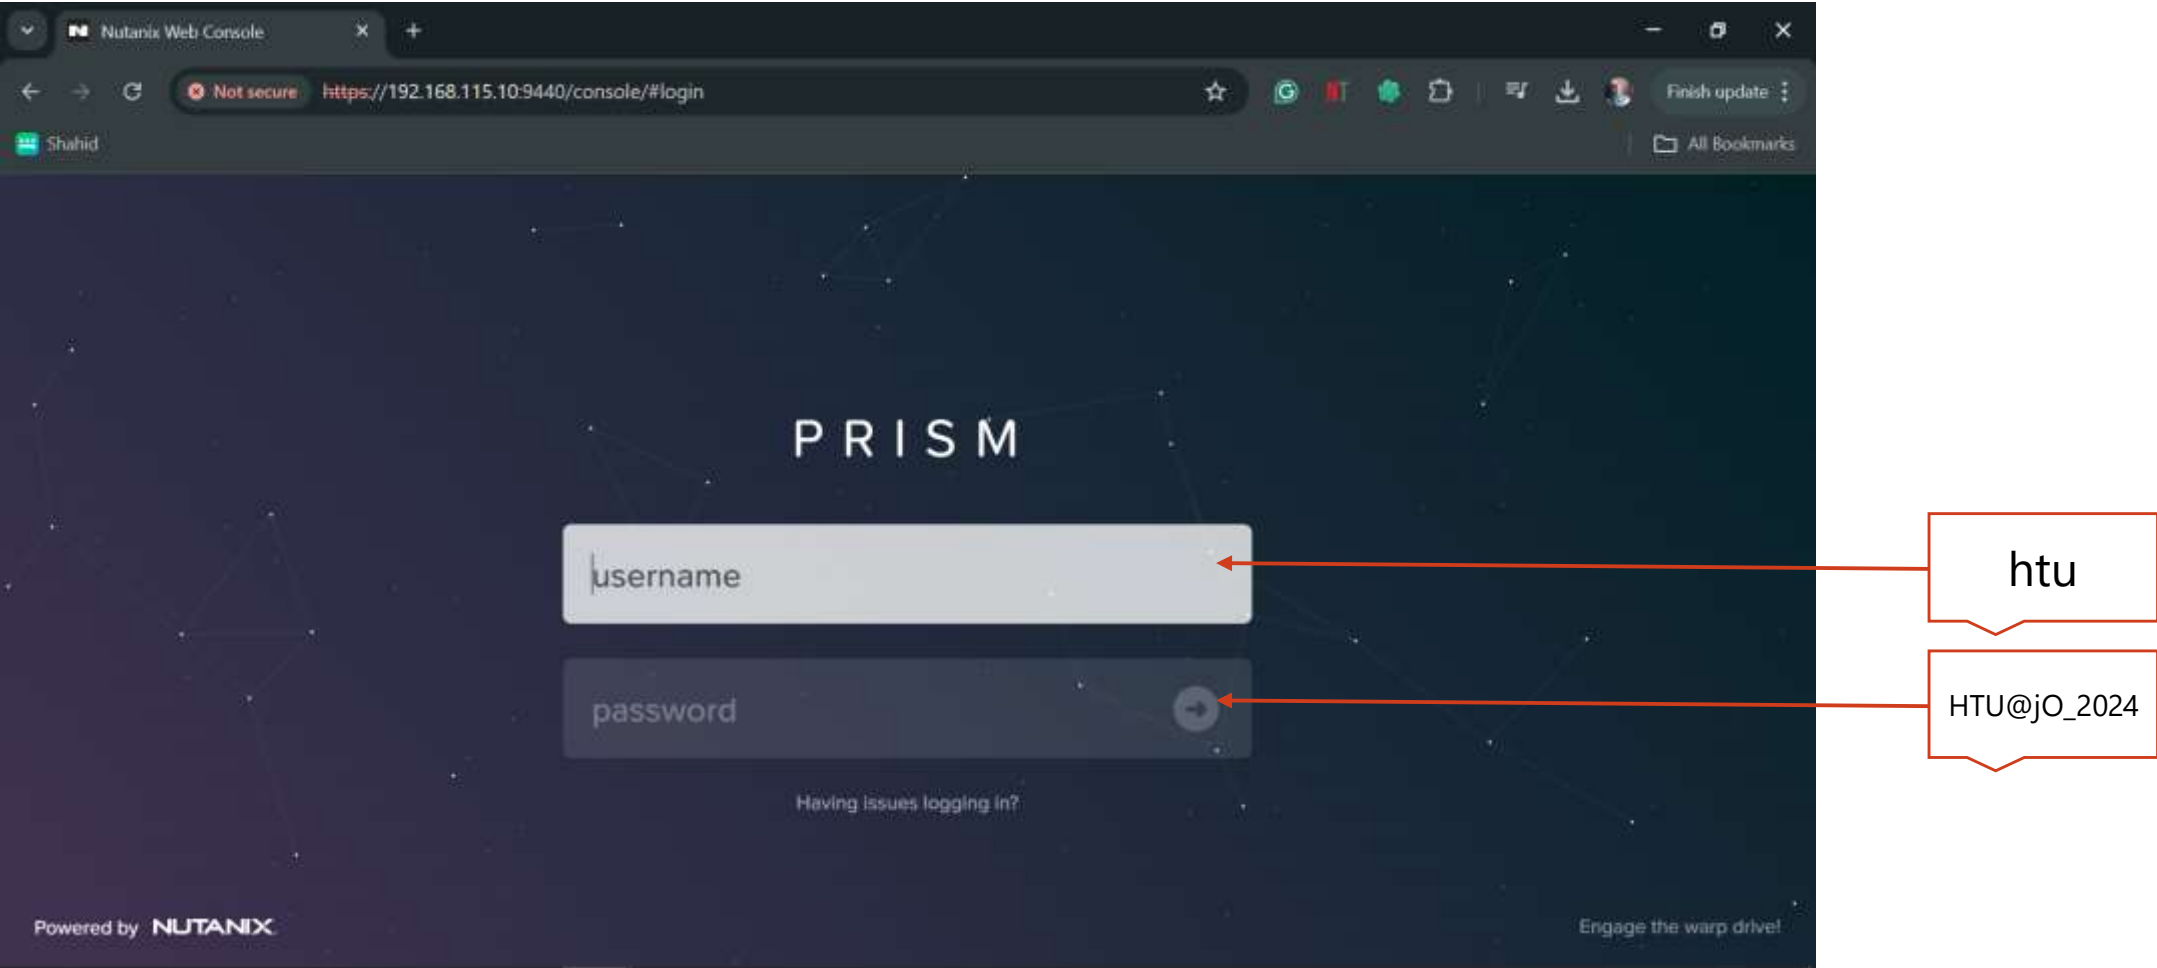 Nutanix Web Console
Not secure https://192.168.115.10:9440/console/#login
Finish update
Shahid
All Bookmarks
PRISM
username
htu
password
HTU@jO_2024
Having issues logging in?
Powered by NUTANIX
Engage the warp drive!